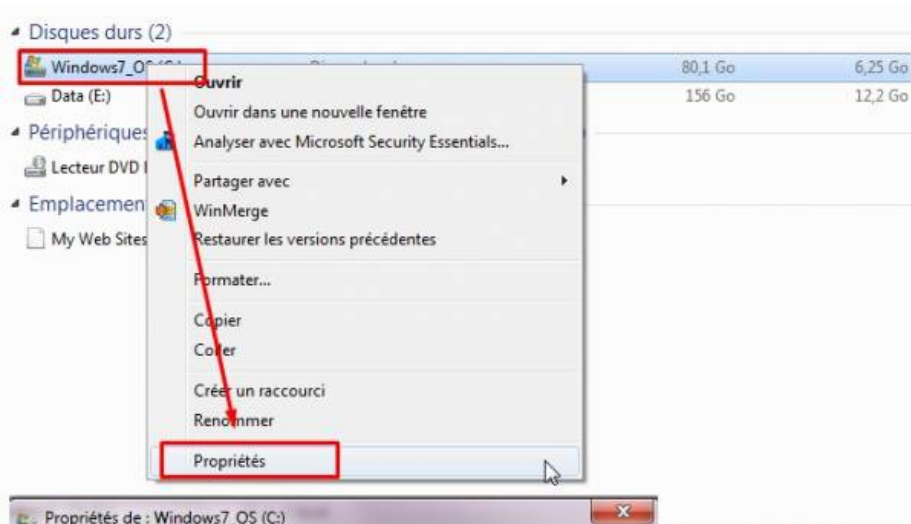 Disques durs (2)
Windows7_OS 80,1 Go 6,25 Go
Data (E:) 156 Go 12,2 Go
Périphériques
Lecteur DVD
Emplacemen
My Web Sites
Ouvrir
Ouvrir dans une nouvelle fenêtre
Analyser avec Microsoft Security Essentials...
Partager avec
WinMerge
Restaurer les versions précédentes
Formater...
Copier
Coller
Créer un raccourci
Renommer
Propriétés
Propriétés de : Windows7_OS (C:)